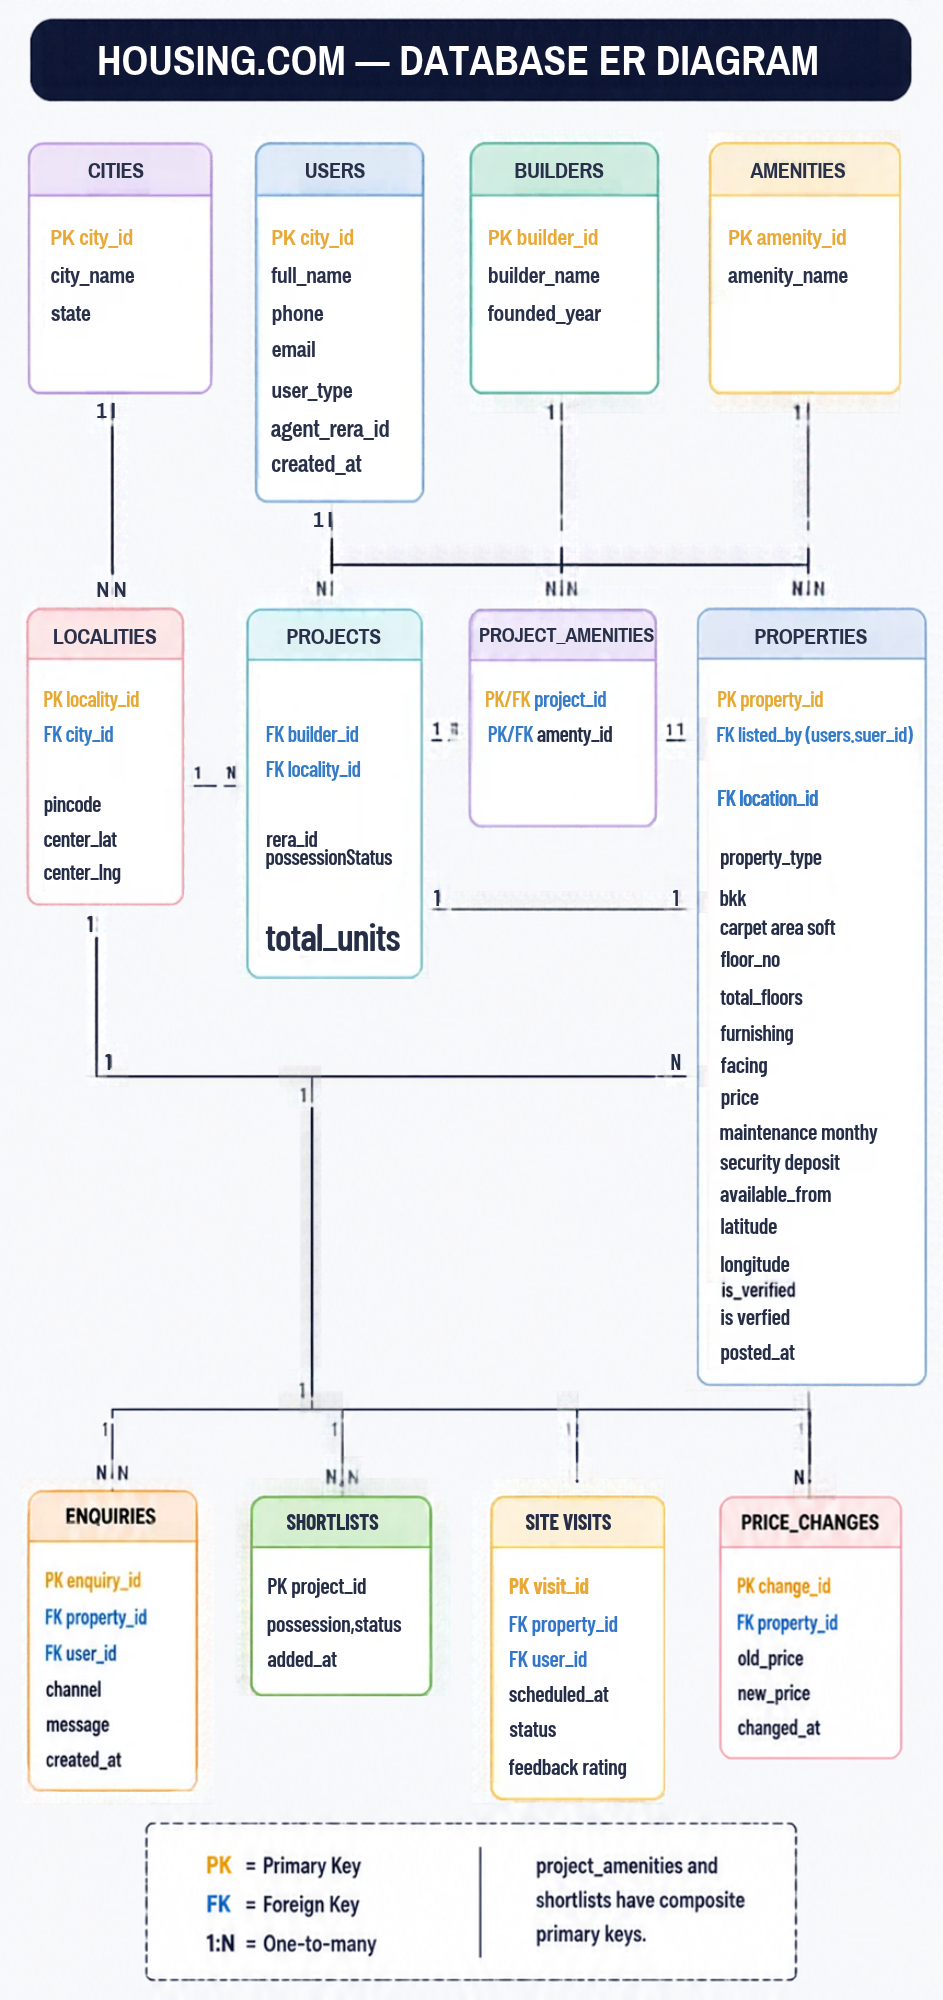 HOUSING.COM — DATABASE ER DIAGRAM
CITIES
PK city_id
city_name
state
USERS
PK city_id
full_name
phone
email
user_type
agent_rera_id
created_at
BUILDERS
PK builder_id
builder_name
founded_year
AMENITIES
PK amenity_id
amenity_name
1
1
1
1
N N
N
N N
N N
LOCALITIES
PK locality_id
FK city_id
pincode
center_lat
center_lng
1 N
PROJECTS
FK builder_id
FK locality_id
rera_id
possessionStatus
total_units
1
PROJECT_AMENITIES
PK/FK project_id
PK/FK amenty_id
1 1
1 1
PROPERTIES
PK property_id
FK listed_by (users.suer_id)
FK location_id
property_type
bkk
carpet area soft
floor_no
total_floors
furnishing
facing
price
maintenance monthy
security deposit
available_from
latitude
longitude
is_verified
is verfied
posted_at
1
1 N
1
1
1 1 1 1
N N
N N
N
ENQUIRIES
PK enquiry_id
FK property_id
FK user_id
channel
message
created_at
SHORTLISTS
PK project_id
possession,status
added_at
SITE VISITS
PK visit_id
FK property_id
FK user_id
scheduled_at
status
feedback rating
PRICE_CHANGES
PK change_id
FK property_id
old_price
new_price
changed_at
PK = Primary Key
FK = Foreign Key
1:N = One-to-many
project_amenities and
shortlists have composite
primary keys.